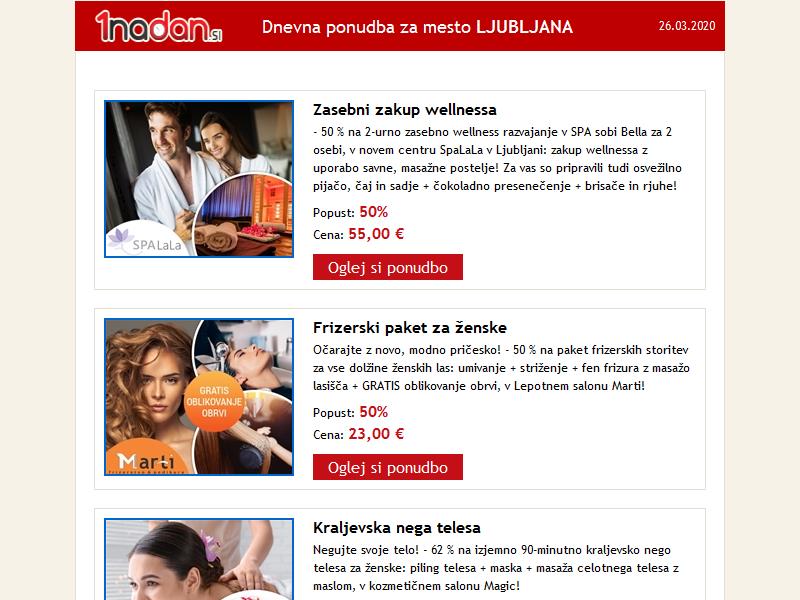 1nadan.si
Dnevna ponudba za mesto LJUBLJANA
26.03.2020
Zasebni zakup wellnessa
- 50 % na 2-urno zasebno wellness razvajanje v SPA sobi Bella za 2
osebi, v novem centru SpaLaLa v Ljubljani: zakup wellnessa z
uporabo savne, masažne postelje! Za vas so pripravili tudi osvežilno
pijačo, čaj in sadje + čokoladno presenečenje + brisače in rjuhe!
Popust: 50%
Cena: 55,00 €
Oglej si ponudbo
SPALaLa
Frizerski paket za ženske
Očarajte z novo, modno pričesko! - 50 % na paket frizerskih storitev
za vse dolžine ženskih las: umivanje + striženje + fen frizura z masažo
lasišča + GRATIS oblikovanje obrvi, v Lepotnem salonu Marti!
Popust: 50%
Cena: 23,00 €
Oglej si ponudbo
GRATIS
OBLIKOVANJE
OBRVI
Marti
Kraljevska nega telesa
Negujte svoje telo! - 62 % na izjemno 90-minutno kraljevsko nego
telesa za ženske: piling telesa + maska + masaža celotnega telesa z
maslom, v kozmetičnem salonu Magic!